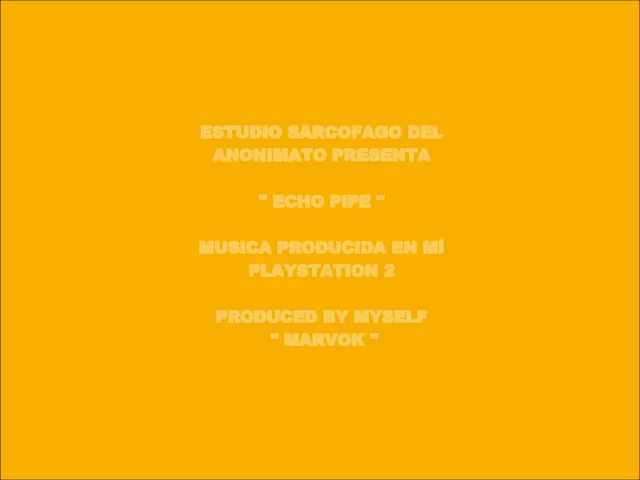 ESTUDIO SARCOFAGO DEL
ANONIMATO PRESENTA
" ECHO PIPE "
MUSICA PRODUCIDA EN MÍ
PLAYSTATION 2
PRODUCED BY MYSELF
" MARVOK "